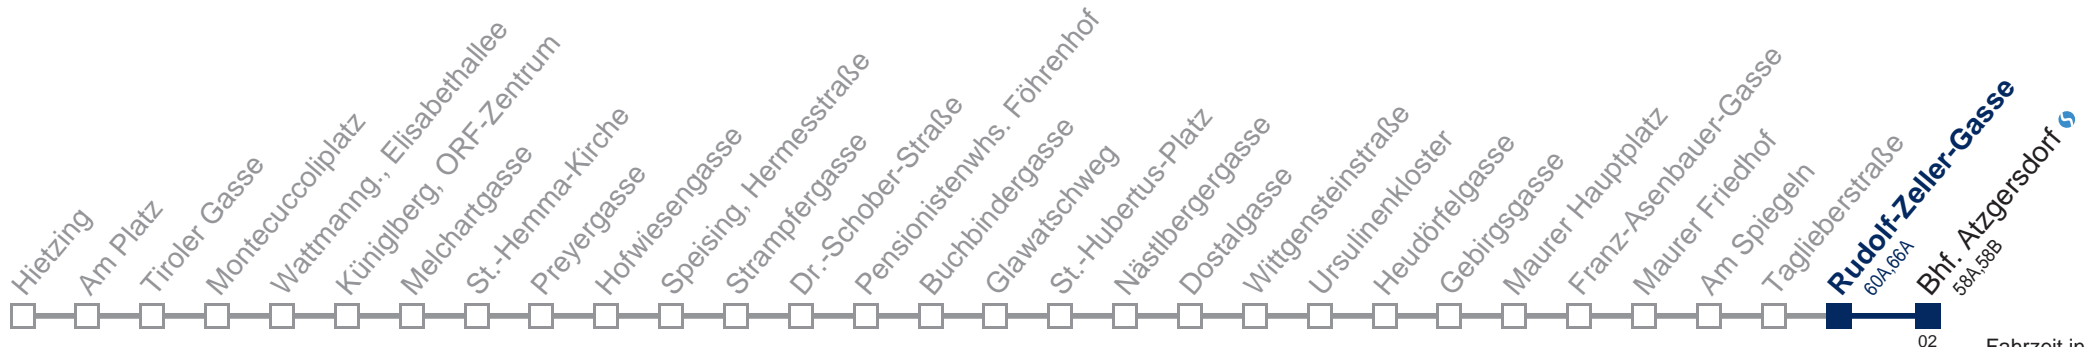 Hietzing
Am Platz
Tiroler Gasse
Montecuccoliplatz
Wattmanng., Elisabethallee
Küniglberg, ORF-Zentrum
Melchartgasse
St.-Hemma-Kirche
Preyergasse
Hofwiesengasse
Speising, Hermesstraße
Strampfergasse
Dr.-Schober-Straße
Pensionistenwhs. Föhrenhof
Buchbindergasse
Glawatschweg
St.-Hubertus-Platz
Nästlbergergasse
Dostalgasse
Wittgensteinstraße
Ursulinenkloster
Heudörfelgasse
Gebirgsgasse
Maurer Hauptplatz
Franz-Asenbauer-Gasse
Maurer Friedhof
Am Spiegeln
Taglieberstraße
Rudolf-Zeller-Gasse
60A,66A
Bhf. Atzgersdorf
58A,58B
02
Fahrzeit in